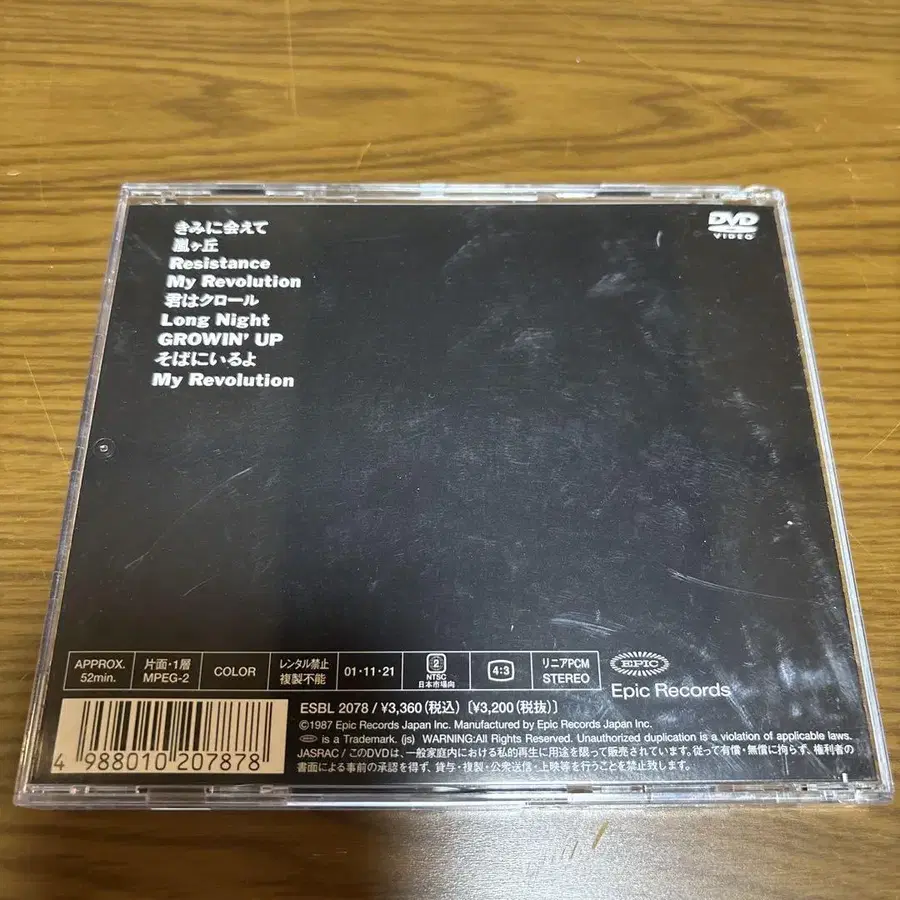 きみに会えて
嵐ヶ丘
Resistance
My Revolution
君はクロール
Long Night
GROWIN' UP
そばにいるよ
My Revolution
DVD
VIDEO
APPROX.
52min.
片面・1層
MPEG-2
COLOR
レンタル禁止
複製不能
01・11・21
2
NTSC
日本市場向
4:3
リニアPCM
STEREO
EPIC
Epic Records
ESBL 2078 / ¥3,360(税込)〔¥3,200(税抜)〕
©1987 Epic Records Japan Inc. Manufactured by Epic Records Japan Inc.
is a Trademark. (js) WARNING:All Rights Reserved. Unauthorized duplication is a violation of applicable laws.
JASRAC / このDVDは、一般家庭内における私的再生に用途を限って販売されています。従って有償・無償に拘らず、権利者の
書面による事前の承認を得ず、貸与・複製・公衆送信・上映等を行うことを禁止致します。
4 988010 207878